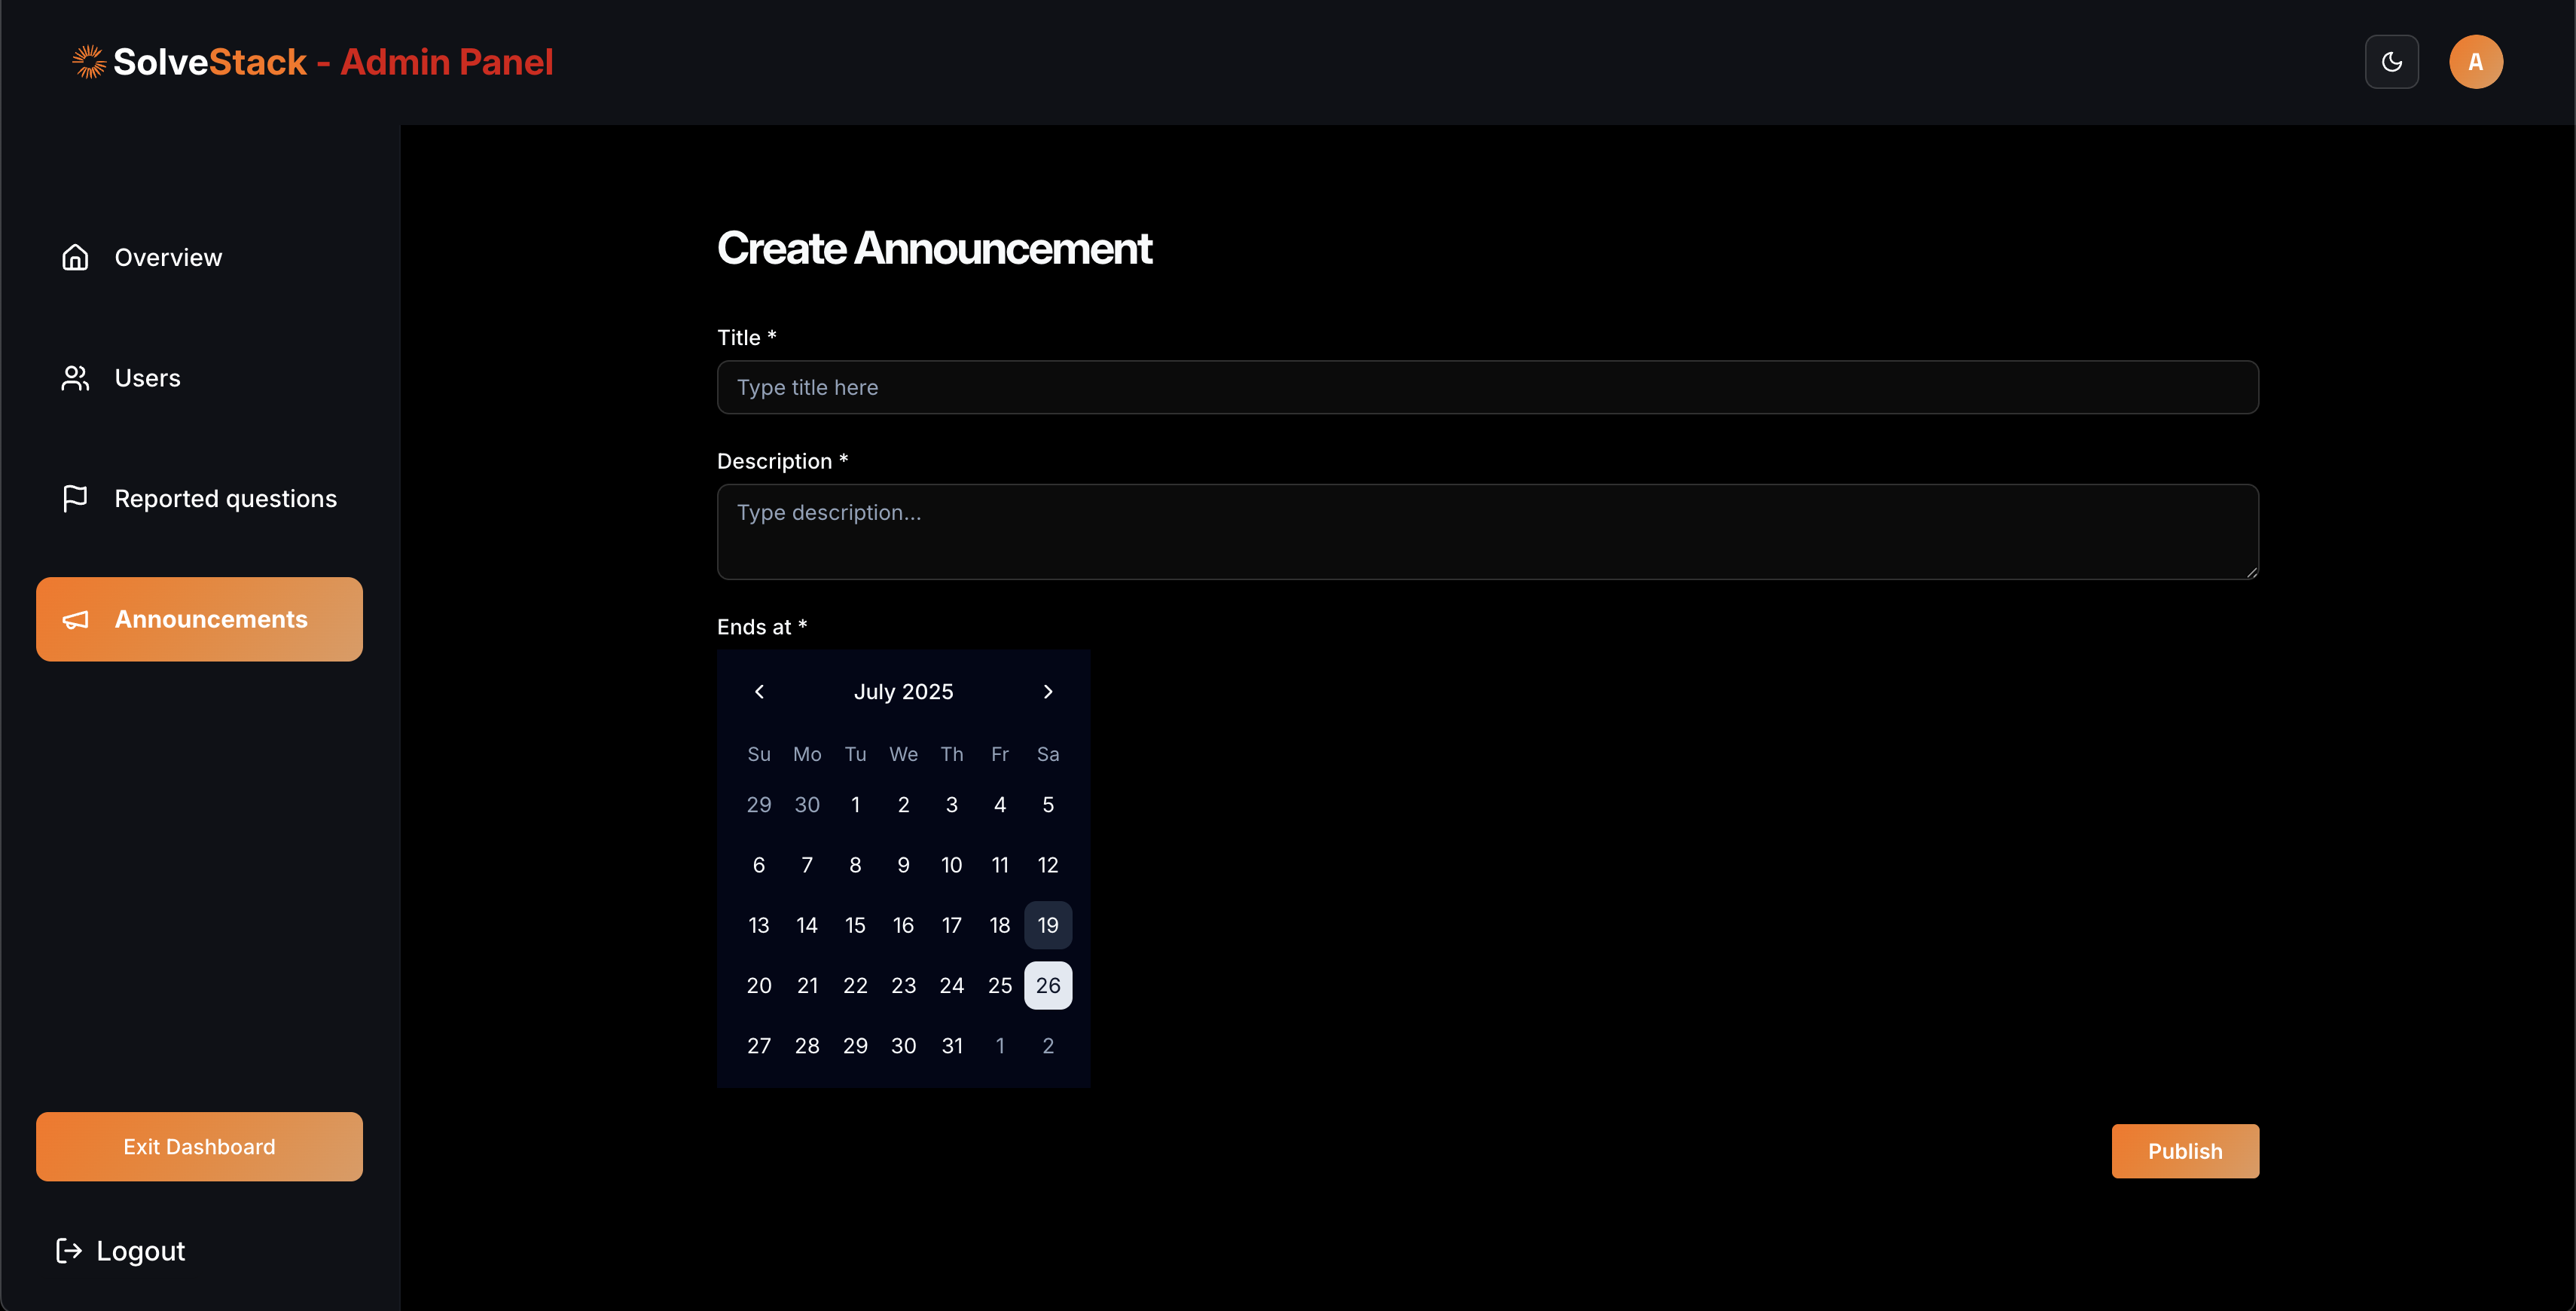 SolveStack - Admin Panel
A
Overview
Users
Reported questions
Announcements
Exit Dashboard
Logout
Create Announcement
Title *
Type title here
Description *
Type description...
Ends at *
July 2025
Su Mo Tu We Th Fr Sa
29 30 1 2 3 4 5
6 7 8 9 10 11 12
13 14 15 16 17 18 19
20 21 22 23 24 25 26
27 28 29 30 31 1 2
Publish